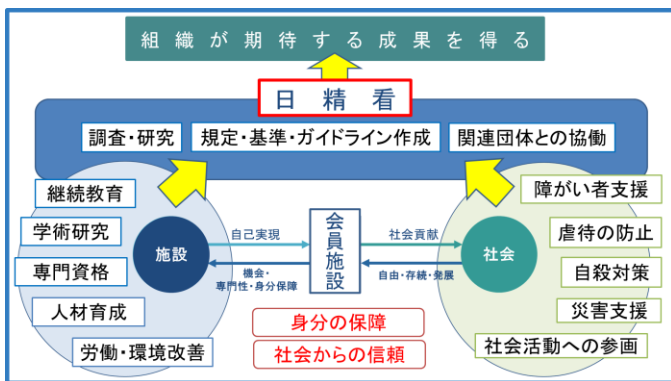 組織が期待する成果を得る
日精看
調査・研究
規定・基準・ガイドライン作成
関連団体との協働
継続教育
学術研究
専門資格
人材育成
労働・環境改善
施設
自己実現
機会・
専門性・身分保障
会員施設
社会貢献
自由・存続・発展
社会
障がい者支援
虐待の防止
自殺対策
災害支援
社会活動への参画
身分の保障
社会からの信頼